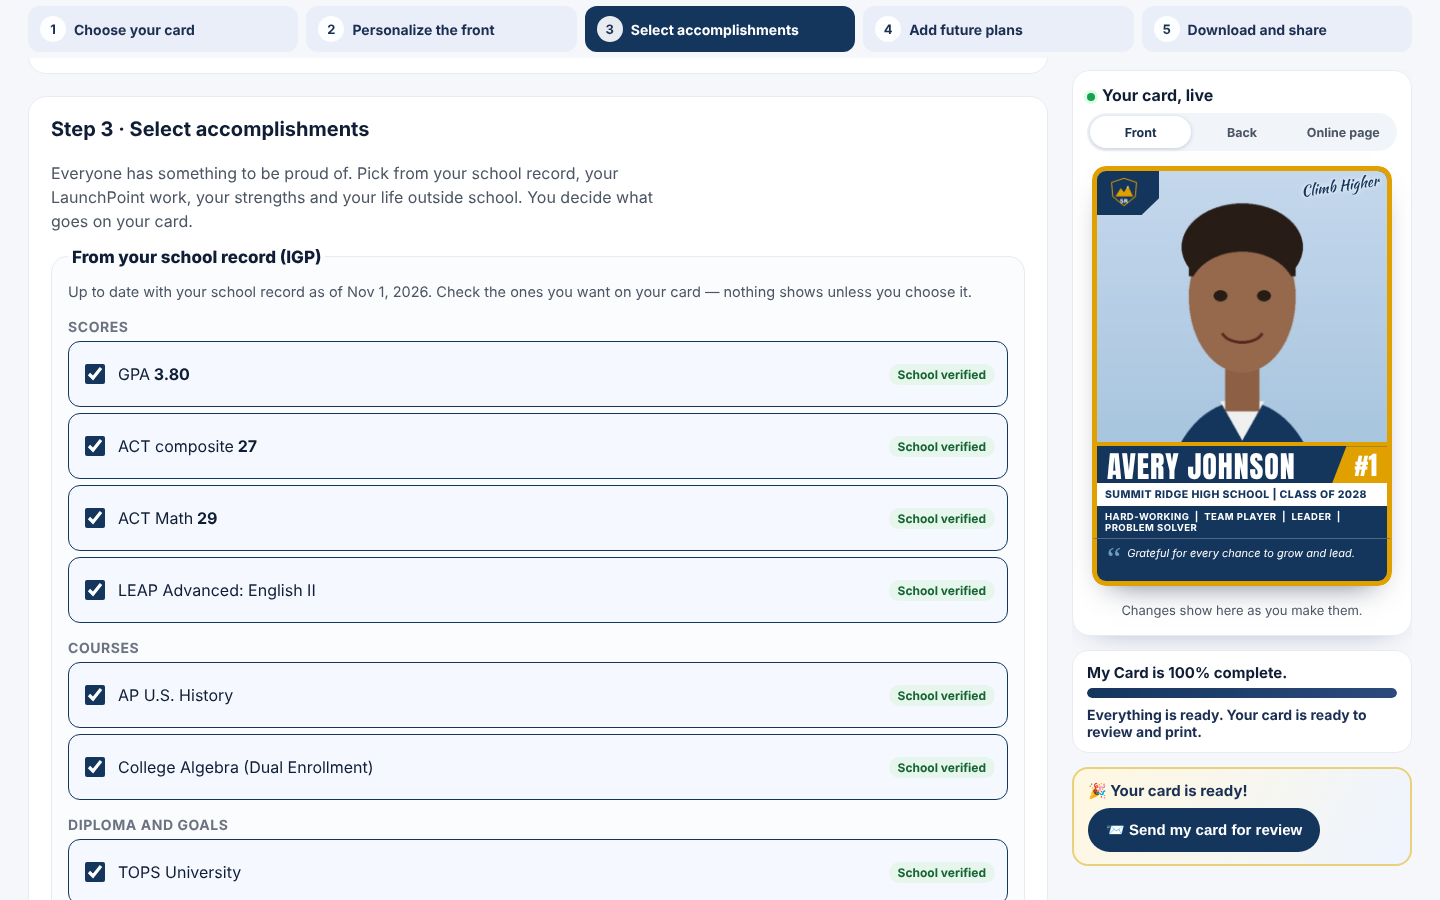 1 Choose your card
2 Personalize the front
3 Select accomplishments
4 Add future plans
5 Download and share
Step 3 · Select accomplishments
Everyone has something to be proud of. Pick from your school record, your
LaunchPoint work, your strengths and your life outside school. You decide what
goes on your card.
From your school record (IGP)
Up to date with your school record as of Nov 1, 2026. Check the ones you want on your card — nothing shows unless you choose it.
SCORES
GPA 3.80 School verified
ACT composite 27 School verified
ACT Math 29 School verified
LEAP Advanced: English II School verified
COURSES
AP U.S. History School verified
College Algebra (Dual Enrollment) School verified
DIPLOMA AND GOALS
TOPS University School verified
Your card, live
Front Back Online page
SR
Climb Higher
AVERY JOHNSON #1
SUMMIT RIDGE HIGH SCHOOL | CLASS OF 2028
HARD-WORKING | TEAM PLAYER | LEADER |
PROBLEM SOLVER
“ Grateful for every chance to grow and lead.
Changes show here as you make them.
My Card is 100% complete.
Everything is ready. Your card is ready to
review and print.
🎉 Your card is ready!
📨 Send my card for review